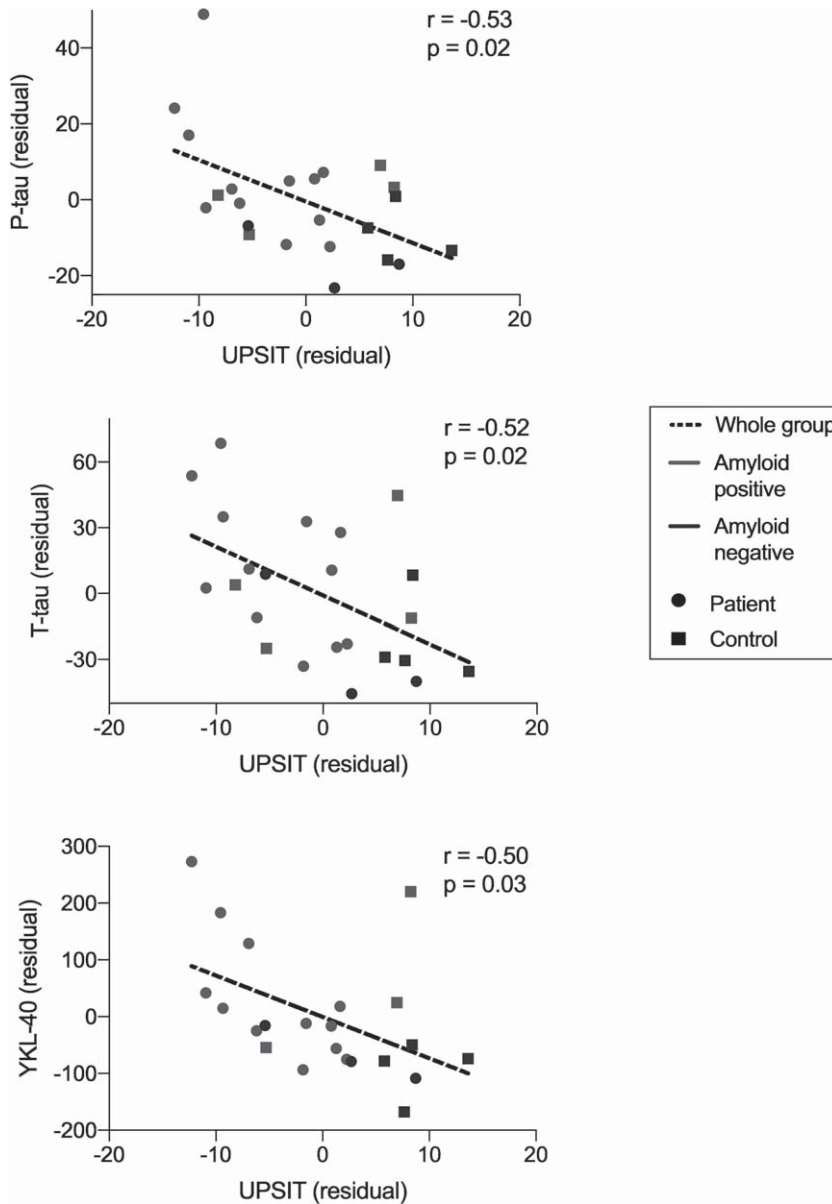 r = -0.53
p = 0.02
P-tau (residual)
40
20
0
-20
-20
-10
0
10
20
UPSIT (residual)
r = -0.52
p = 0.02
T-tau (residual)
60
30
0
-30
-20
-10
0
10
20
UPSIT (residual)
Whole group
Amyloid
positive
Amyloid
negative
Patient
Control
r = -0.50
p = 0.03
YKL-40 (residual)
300
200
100
0
-100
-200
-20
-10
0
10
20
UPSIT (residual)